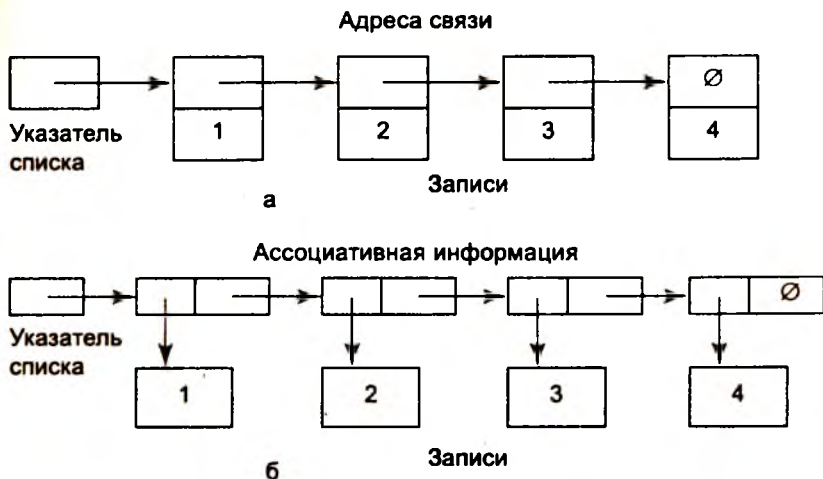 Адреса связи
Ø
1 2 3 4
Указатель
списка
Записи
а
Ассоциативная информация
Ø
Указатель
списка
1 2 3 4
Записи
б